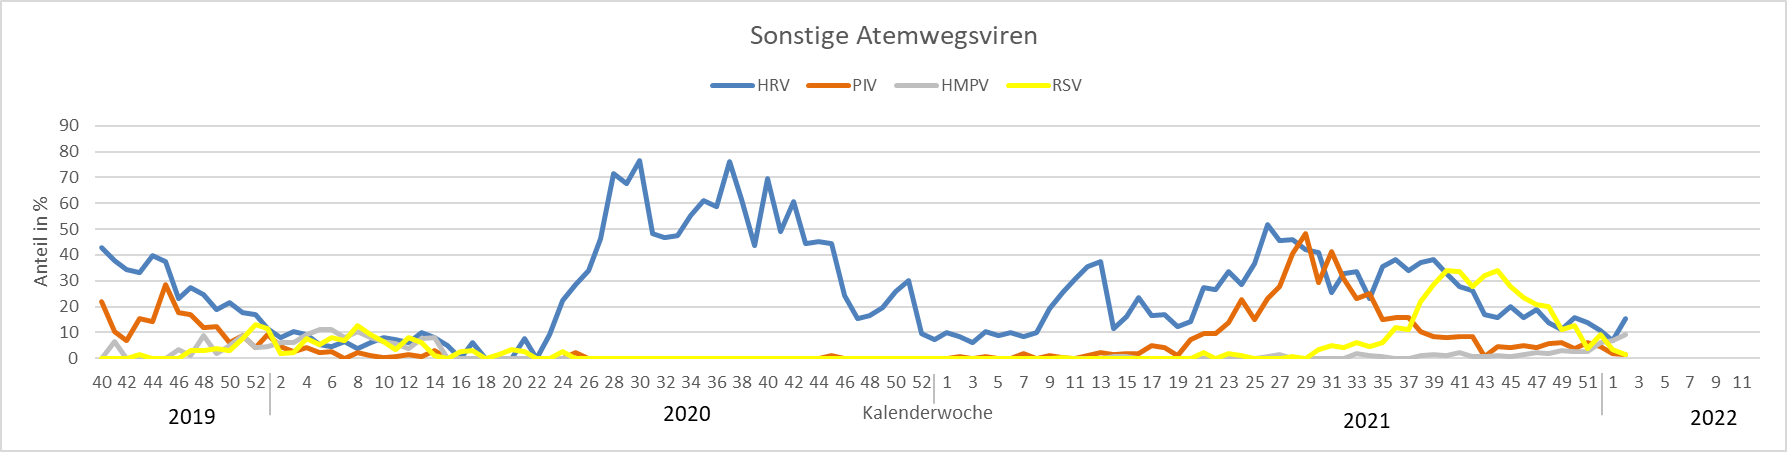 Sonstige Atemwegsviren
HRV PIV HMPV RSV
Anteil in %
90
80
70
60
50
40
30
20
10
0
40 42 44 46 48 50 52 2 4 6 8 10 12 14 16 18 20 22 24 26 28 30 32 34 36 38 40 42 44 46 48 50 52 1 3 5 7 9 11 13 15 17 19 21 23 25 27 29 31 33 35 37 39 41 43 45 47 49 51 1 3 5 7 9 11
2019 2020 Kalenderwoche 2021 2022